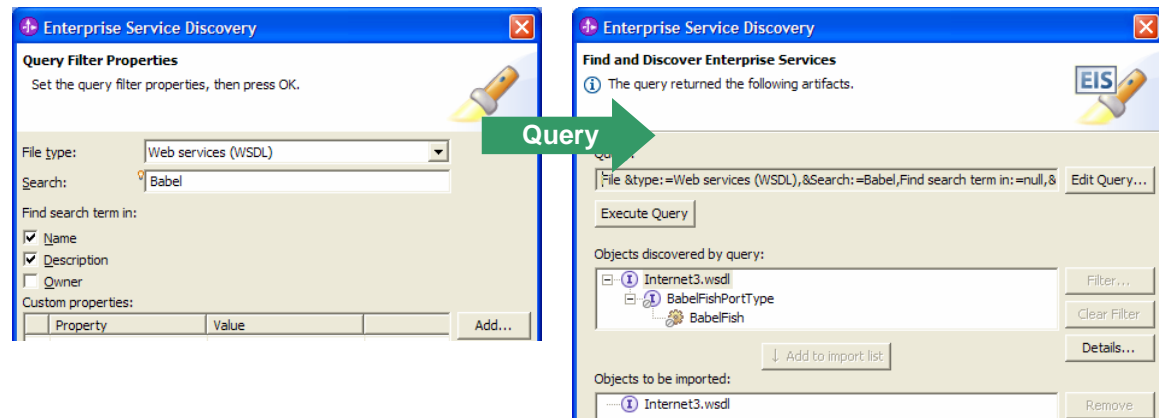 Enterprise Service Discovery
Query Filter Properties
Set the query filter properties, then press OK.
File type:
Web services (WSDL)
Search:
Babel
Find search term in:
Name
Description
Owner
Custom properties:
Property Value
Add...
Query
Enterprise Service Discovery
Find and Discover Enterprise Services
The query returned the following artifacts.
EIS
File &type:=Web services (WSDL),&Search:=Babel,Find search term in:=null,&
Edit Query...
Execute Query
Objects discovered by query:
Internet3.wsdl
BabelFishPortType
BabelFish
Filter...
Clear Filter
Details...
↓ Add to import list
Objects to be imported:
Internet3.wsdl
Remove